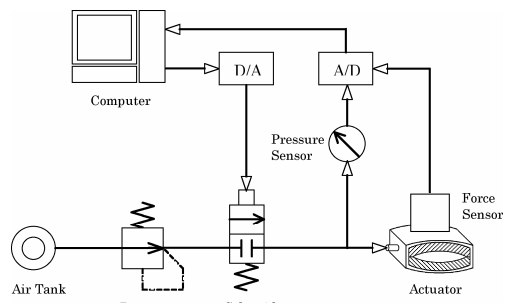 D/A
A/D
Computer
Pressure
Sensor
Force
Sensor
Air Tank
Actuator